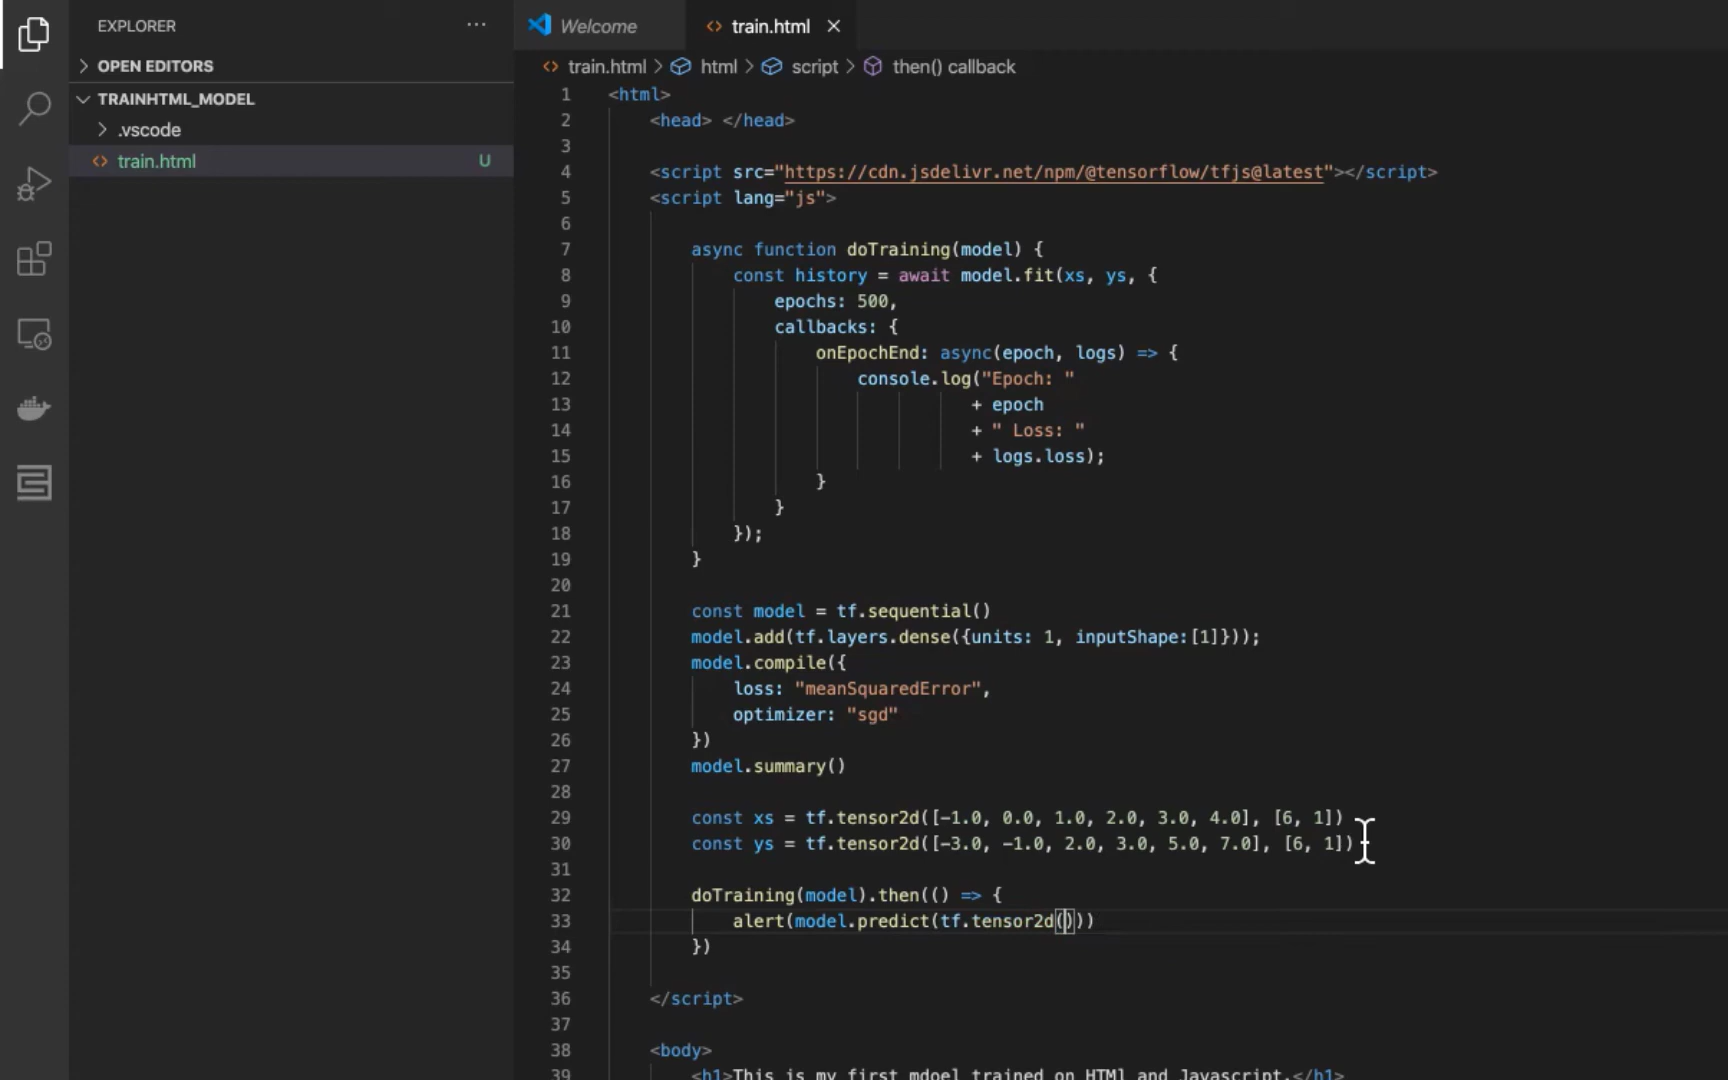 EXPLORER
OPEN EDITORS
TRAINHTML_MODEL
.vscode
train.html U
Welcome train.html
train.html > html > script > then() callback
1 <html>
2 <head> </head>
3
4 <script src="https://cdn.jsdelivr.net/npm/@tensorflow/tfjs@latest"></script>
5 <script lang="js">
6
7 async function doTraining(model) {
8 const history = await model.fit(xs, ys, {
9 epochs: 500,
10 callbacks: {
11 onEpochEnd: async(epoch, logs) => {
12 console.log("Epoch: "
13 + epoch
14 + " Loss: "
15 + logs.loss);
16 }
17 }
18 });
19 }
20
21 const model = tf.sequential()
22 model.add(tf.layers.dense({units: 1, inputShape:[1]}));
23 model.compile({
24 loss: "meanSquaredError",
25 optimizer: "sgd"
26 })
27 model.summary()
28
29 const xs = tf.tensor2d([-1.0, 0.0, 1.0, 2.0, 3.0, 4.0], [6, 1])
30 const ys = tf.tensor2d([-3.0, -1.0, 2.0, 3.0, 5.0, 7.0], [6, 1])
31
32 doTraining(model).then(() => {
33 alert(model.predict(tf.tensor2d()))
34 })
35
36 </script>
37
38 <body>
39 <h1>This is my first mdoel trained on HTMl and Javascript.</h1>